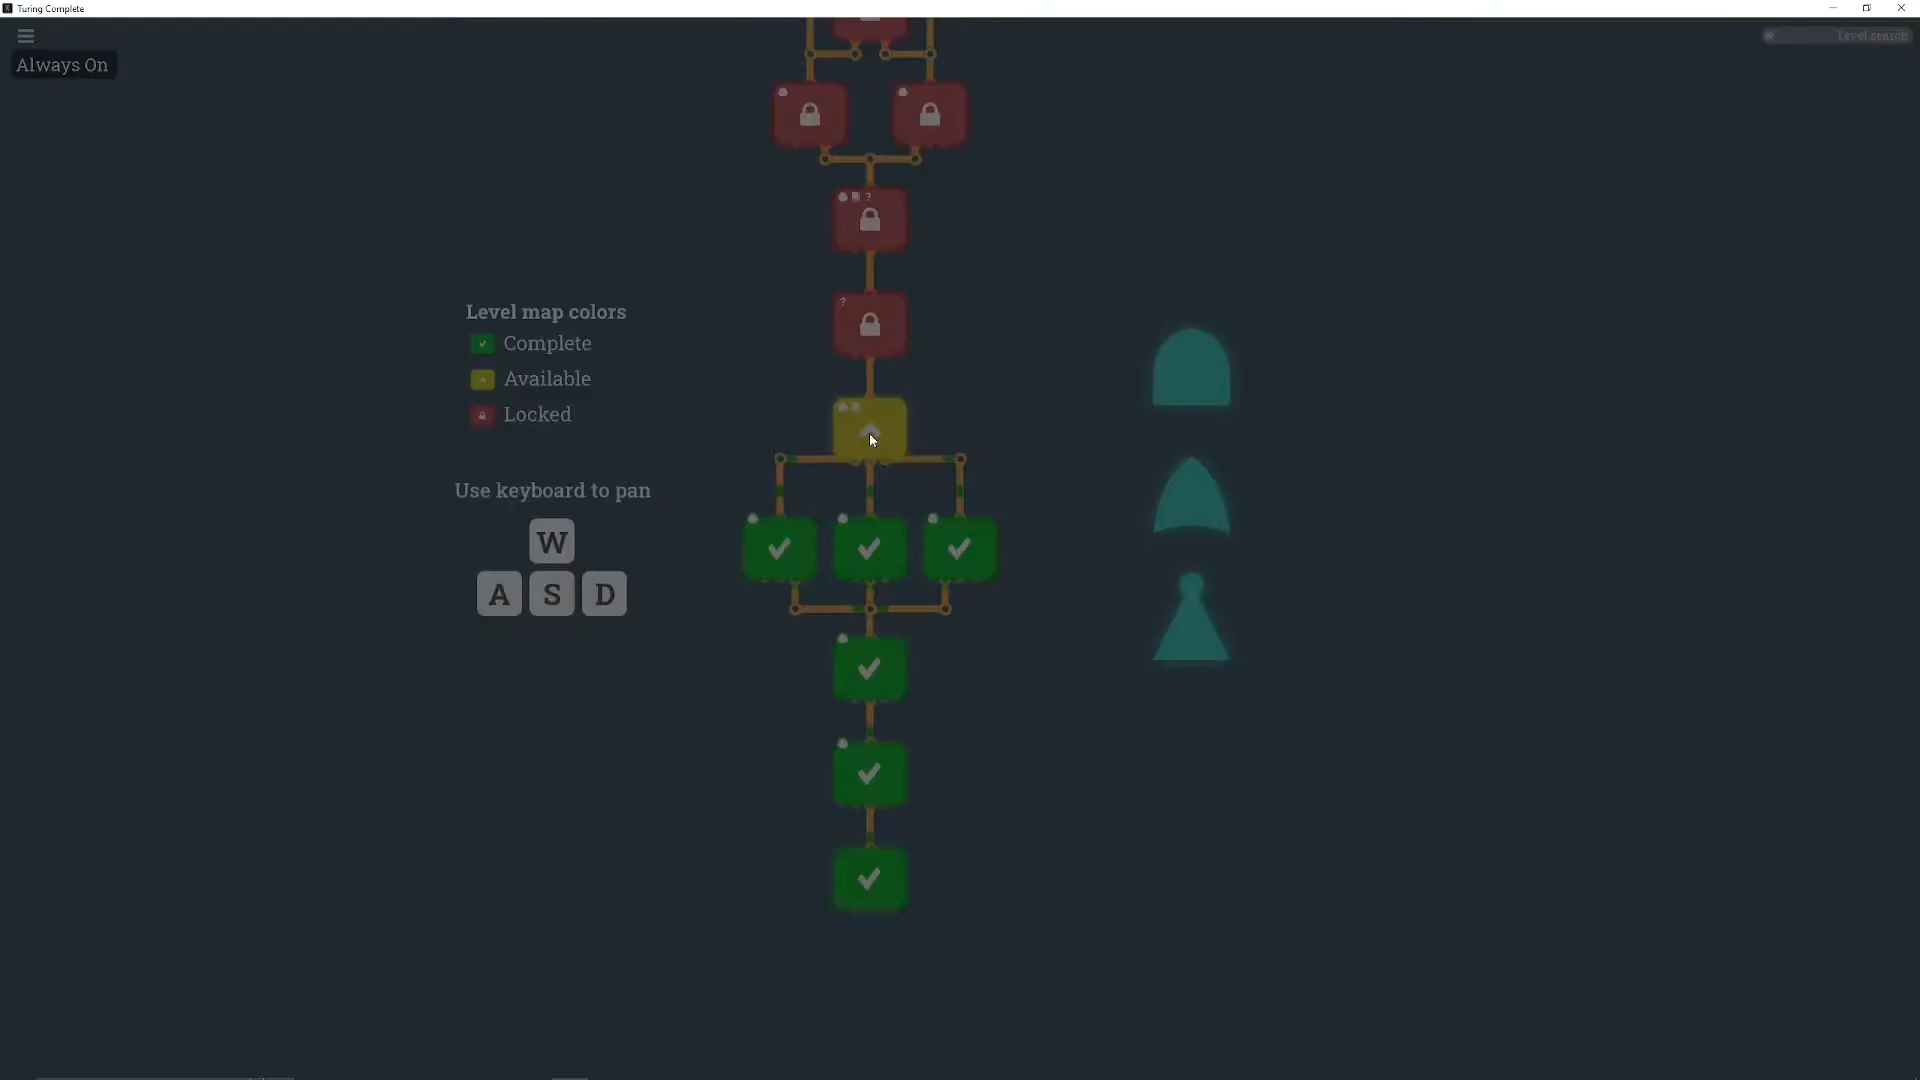 Turing Complete
Level search
Always On
?
?
Level map colors
Complete
Available
Locked
Use keyboard to pan
W
A S D